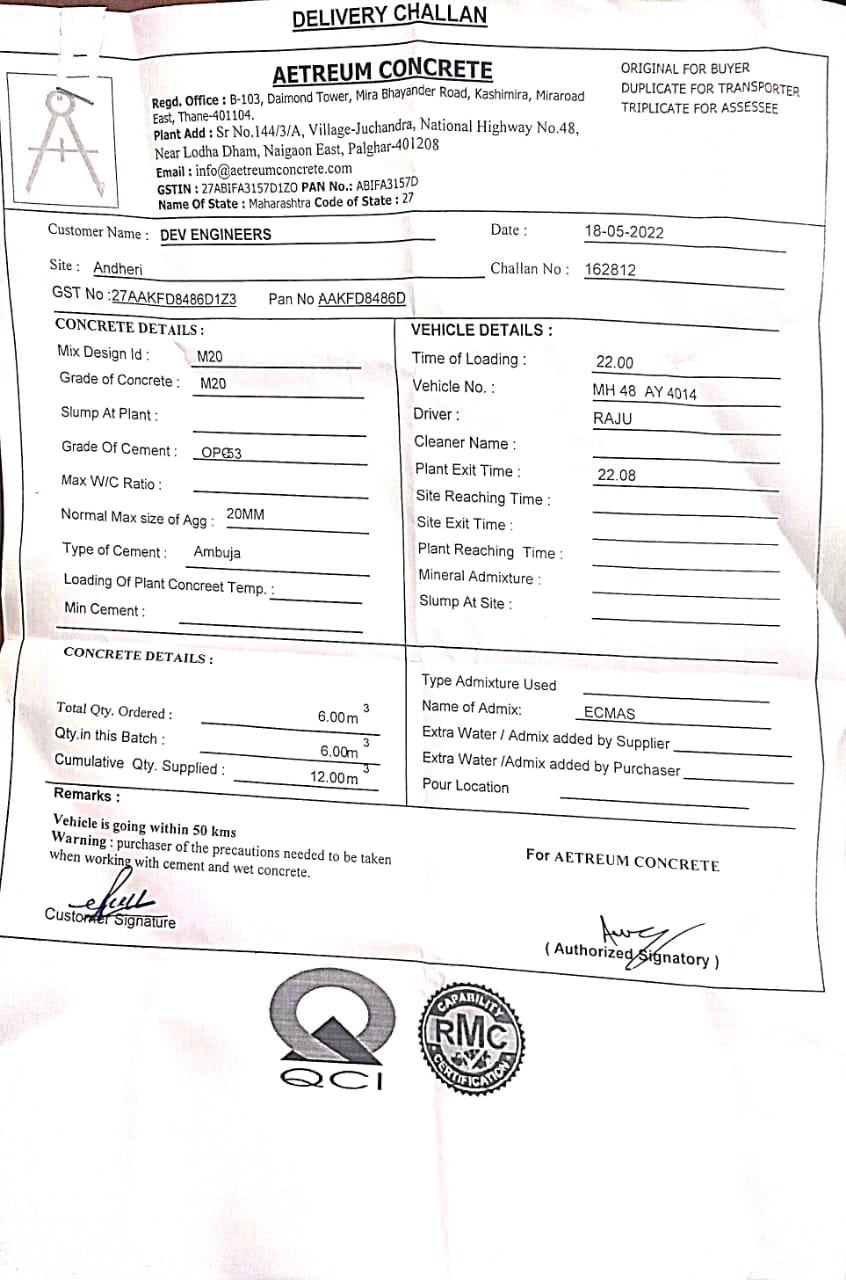 DELIVERY CHALLAN
AETREUM CONCRETE
Regd. Office : B-103, Daimond Tower, Mira Bhayander Road, Kashimira, Miraroad
East, Thane-401104.
Plant Add : Sr No.144/3/A, Village-Juchandra, National Highway No.48,
Near Lodha Dham, Naigaon East, Palghar-401208
Email : info@aetreumconcrete.com
GSTIN : 27ABIFA3157D1ZO PAN No.: ABIFA3157D
Name Of State : Maharashtra Code of State : 27
ORIGINAL FOR BUYER
DUPLICATE FOR TRANSPORTER
TRIPLICATE FOR ASSESSEE
Customer Name : DEV ENGINEERS
Date : 18-05-2022
Site : Andheri
Challan No : 162812
GST No :27AAKFD8486D1Z3 Pan No AAKFD8486D
CONCRETE DETAILS :
Mix Design Id : M20
Grade of Concrete : M20
Slump At Plant :
Grade Of Cement : OPC53
Max W/C Ratio :
Normal Max size of Agg : 20MM
Type of Cement : Ambuja
Loading Of Plant Concreet Temp. :
Min Cement :
VEHICLE DETAILS :
Time of Loading : 22.00
Vehicle No. : MH 48 AY 4014
Driver : RAJU
Cleaner Name :
Plant Exit Time : 22.08
Site Reaching Time :
Site Exit Time :
Plant Reaching Time :
Mineral Admixture :
Slump At Site :
CONCRETE DETAILS :
Total Qty. Ordered : 6.00m3
Qty.in this Batch : 6.00m3
Cumulative Qty. Supplied : 12.00m3
Type Admixture Used
Name of Admix: ECMAS
Extra Water / Admix added by Supplier
Extra Water /Admix added by Purchaser
Pour Location
Remarks :
Vehicle is going within 50 kms
Warning : purchaser of the precautions needed to be taken
when working with cement and wet concrete.
Customer Signature
For AETREUM CONCRETE
( Authorized Signatory )
QCI
CAPABILITY
RMC
CERTIFICATION